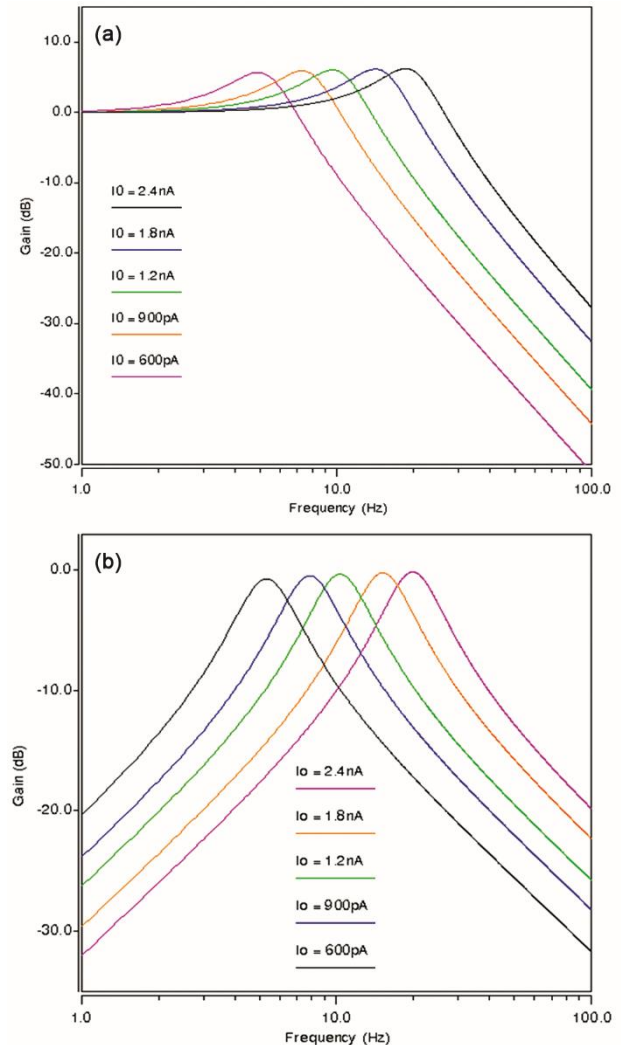 (a)
10.0
0.0
-10.0
-20.0
-30.0
-40.0
-50.0
Gain (dB)
I0 = 2.4nA
I0 = 1.8nA
I0 = 1.2nA
I0 = 900pA
I0 = 600pA
1.0 10.0 100.0
Frequency (Hz)
(b)
0.0
-10.0
-20.0
-30.0
Gain (dB)
Io = 2.4nA
Io = 1.8nA
Io = 1.2nA
Io = 900pA
Io = 600pA
1.0 10.0 100.0
Frequency (Hz)